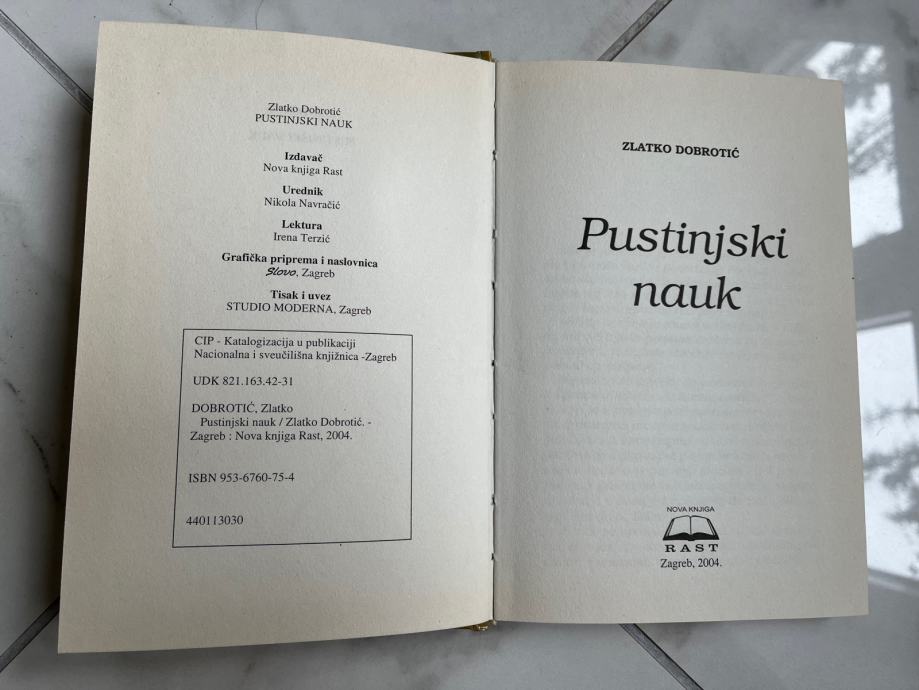 Zlatko Dobrotić
PUSTINJSKI NAUK
Izdavač
Nova knjiga Rast
Urednik
Nikola Navračić
Lektura
Irena Terzić
Grafička priprema i naslovnica
Slovo, Zagreb
Tisak i uvez
STUDIO MODERNA, Zagreb
CIP - Katalogizacija u publikaciji
Nacionalna i sveučilišna knjižnica -Zagreb
UDK 821.163.42-31
DOBROTIĆ, Zlatko
Pustinjski nauk / Zlatko Dobrotić. -
Zagreb : Nova knjiga Rast, 2004.
ISBN 953-6760-75-4
440113030
ZLATKO DOBROTIĆ
Pustinjski
nauk
NOVA KNJIGA
RAST
Zagreb, 2004.